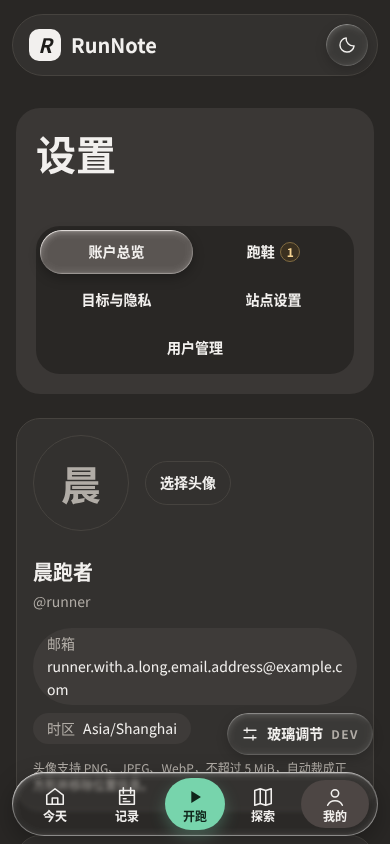 R RunNote
设置
账户总览
跑鞋 1
目标与隐私
站点设置
用户管理
晨
选择头像
晨跑者
@runner
邮箱
runner.with.a.long.email.address@example.c
om
时区 Asia/Shanghai
玻璃调节 DEV
头像支持 PNG、JPEG、WebP，不超过 5 MiB，自动裁成正
今天
记录
开跑
探索
我的